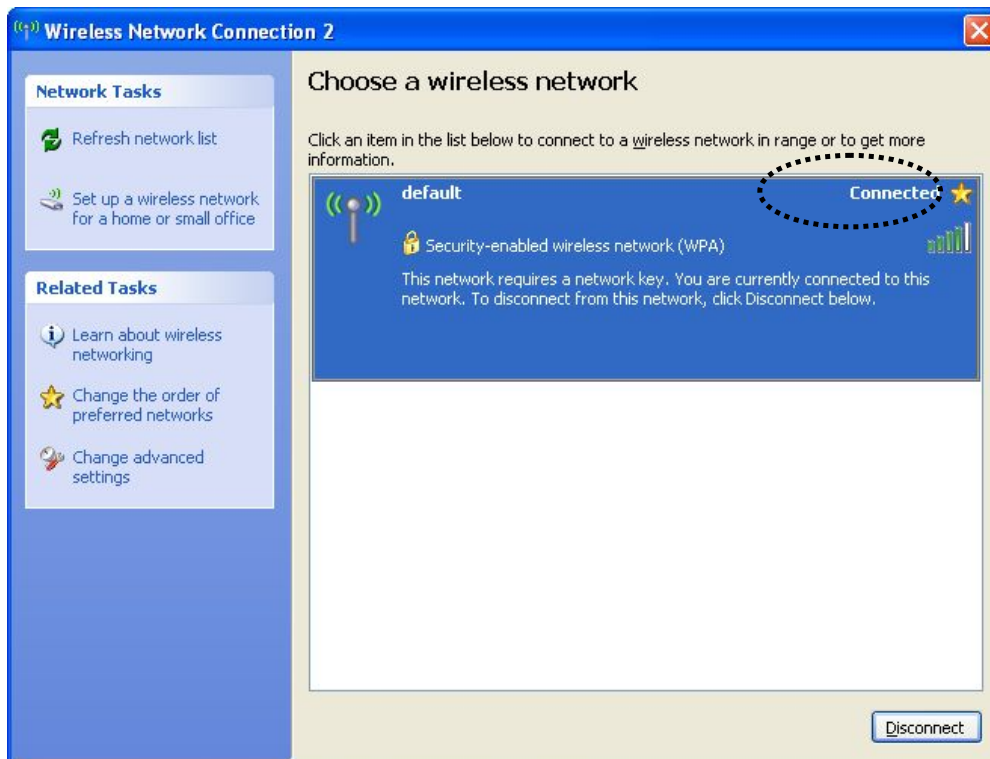 Wireless Network Connection 2
Network Tasks
Refresh network list
Set up a wireless network
for a home or small office
Related Tasks
Learn about wireless
networking
Change the order of
preferred networks
Change advanced
settings
Choose a wireless network
Click an item in the list below to connect to a wireless network in range or to get more
information.
default
Connected
Security-enabled wireless network (WPA)
This network requires a network key. You are currently connected to this
network. To disconnect from this network, click Disconnect below.
Disconnect